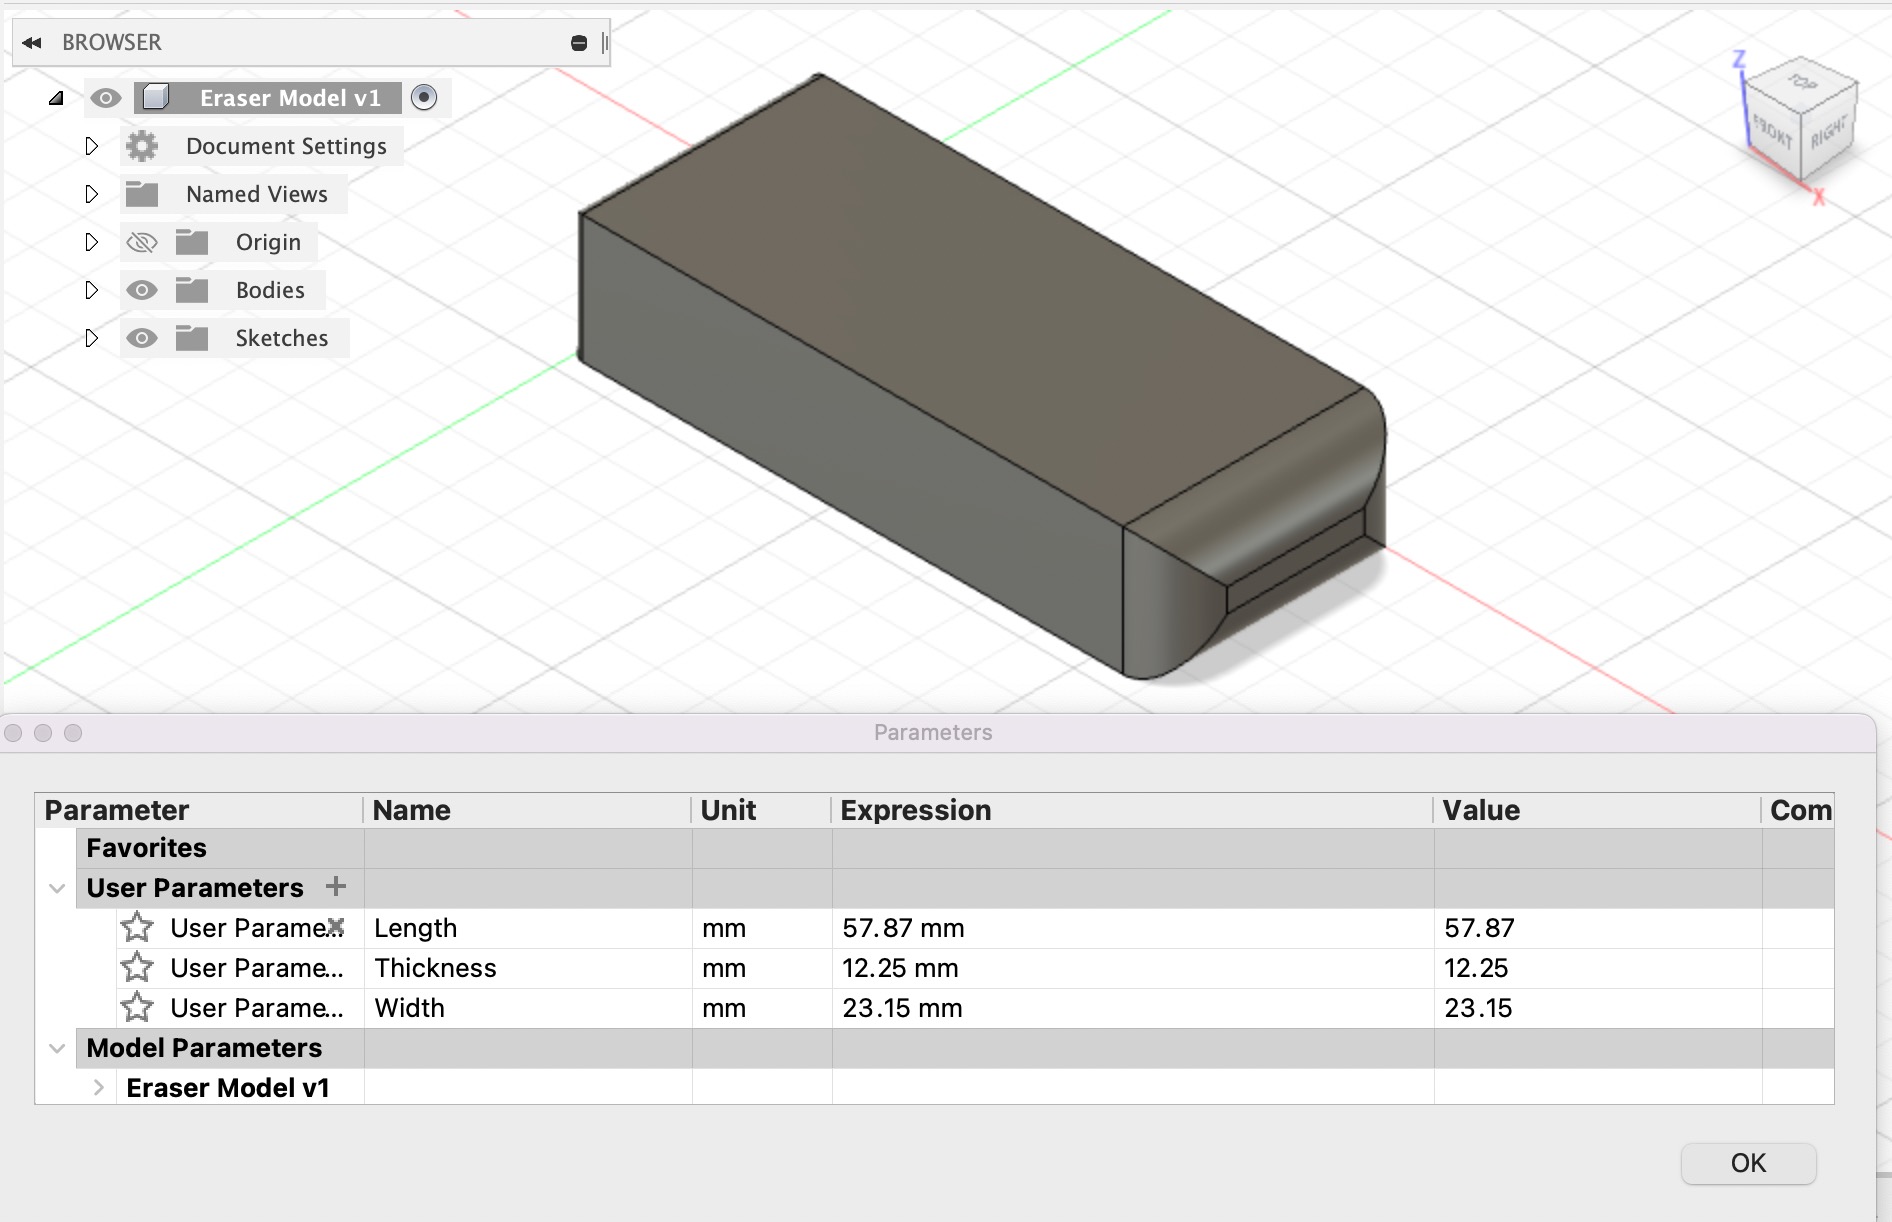 BROWSER
Eraser Model v1
Document Settings
Named Views
Origin
Bodies
Sketches
Z
TOP
FRONT
RIGHT
X
Parameters
Parameter Name Unit Expression Value Com
Favorites
User Parameters
User Parame... Length mm 57.87 mm 57.87
User Parame... Thickness mm 12.25 mm 12.25
User Parame... Width mm 23.15 mm 23.15
Model Parameters
Eraser Model v1
OK